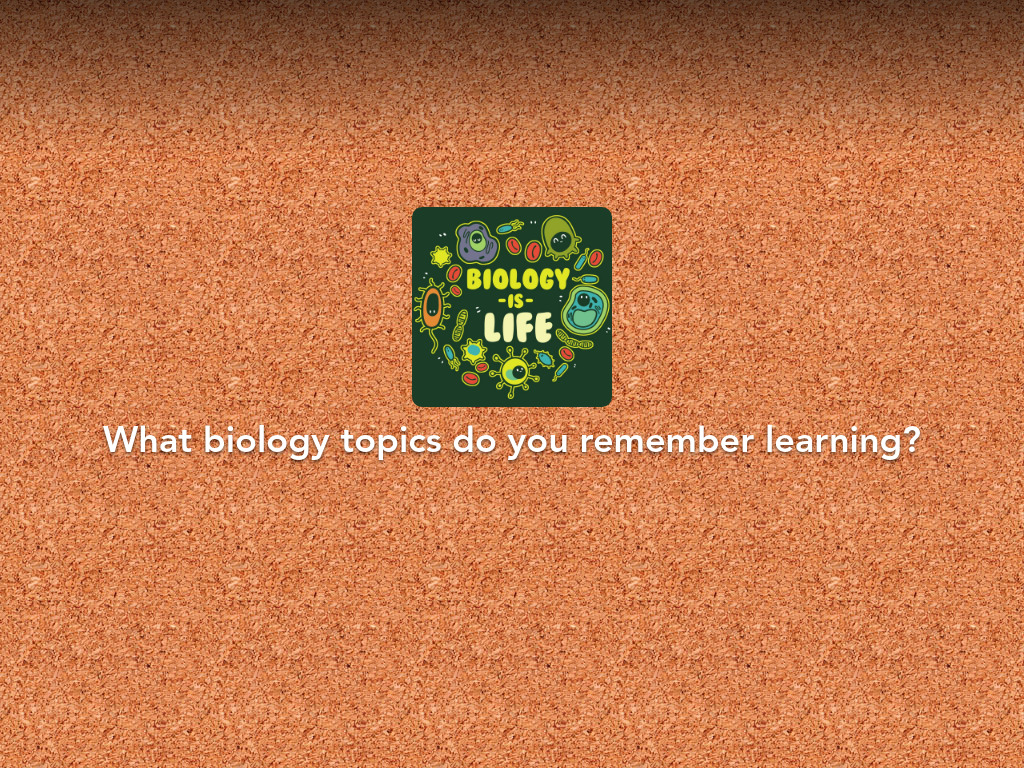 BIOLOGY
-IS-
LIFE
What biology topics do you remember learning?